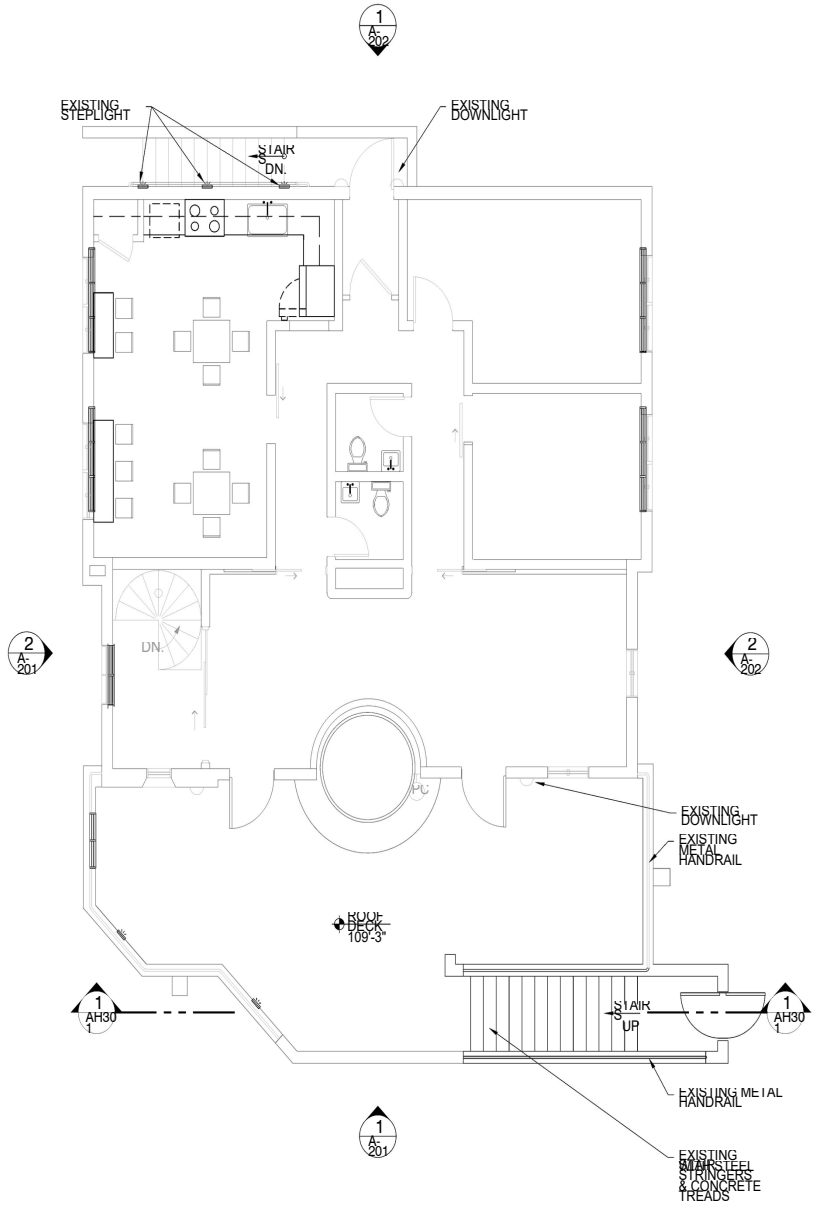 1
A-
202
EXISTING
STEPLIGHT
EXISTING
DOWNLIGHT
STAIR
S
DN.
DN.
2
A-
201
2
A-
202
PC
EXISTING
DOWNLIGHT
EXISTING
METAL
HANDRAIL
ROOF
DECK
109'-3"
1
AH30
1
STAIR
S
UP
1
AH30
1
EXISTING METAL
HANDRAIL
1
A-
201
EXISTING
STEEL
STRINGERS
& CONCRETE
TREADS